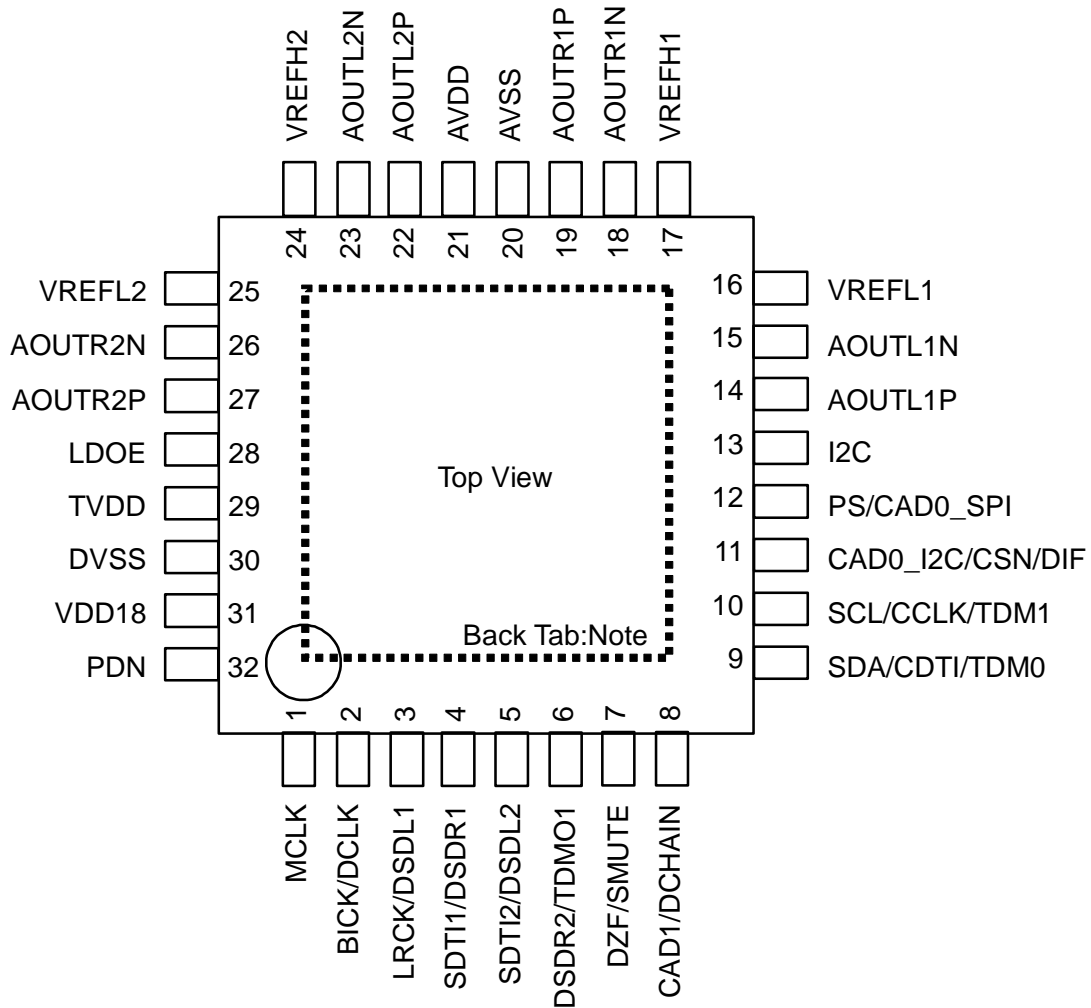 VREFH2
AOUTL2N
AOUTL2P
AVDD
AVSS
AOUTR1P
AOUTR1N
VREFH1
24
23
22
21
20
19
18
17
VREFL2 25
AOUTR2N 26
AOUTR2P 27
LDOE 28
TVDD 29
DVSS 30
VDD18 31
PDN 32
16 VREFL1
15 AOUTL1N
14 AOUTL1P
13 I2C
12 PS/CAD0_SPI
11 CAD0_I2C/CSN/DIF
10 SCL/CCLK/TDM1
9 SDA/CDTI/TDM0
Top View
Back Tab:Note
1
2
3
4
5
6
7
8
MCLK
BICK/DCLK
LRCK/DSDL1
SDTI1/DSDR1
SDTI2/DSDL2
DSDR2/TDMO1
DZF/SMUTE
CAD1/DCHAIN